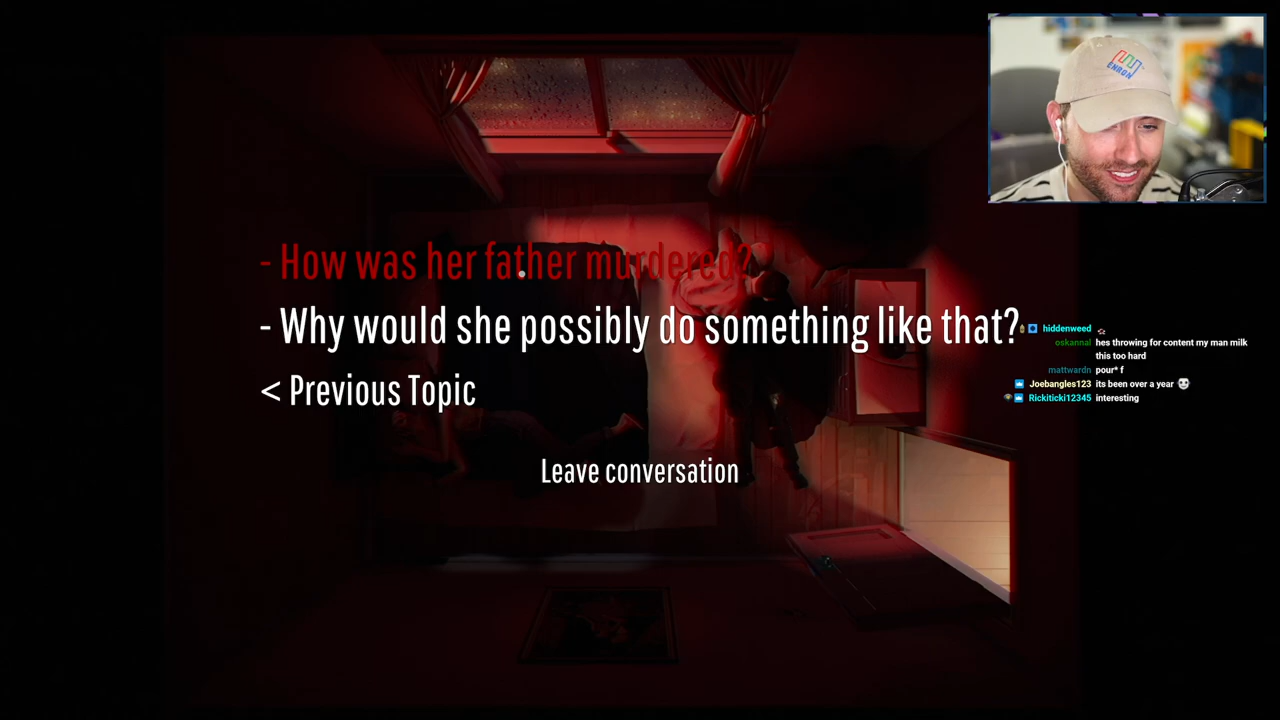 ENRON
- How was her father murdered?
- Why would she possibly do something like that?
< Previous Topic
Leave conversation
hiddenweed
oskannal hes throwing for content my man milk
this too hard
mattwardn pour* f
Joebangles123 its been over a year
Rickiticki12345 interesting